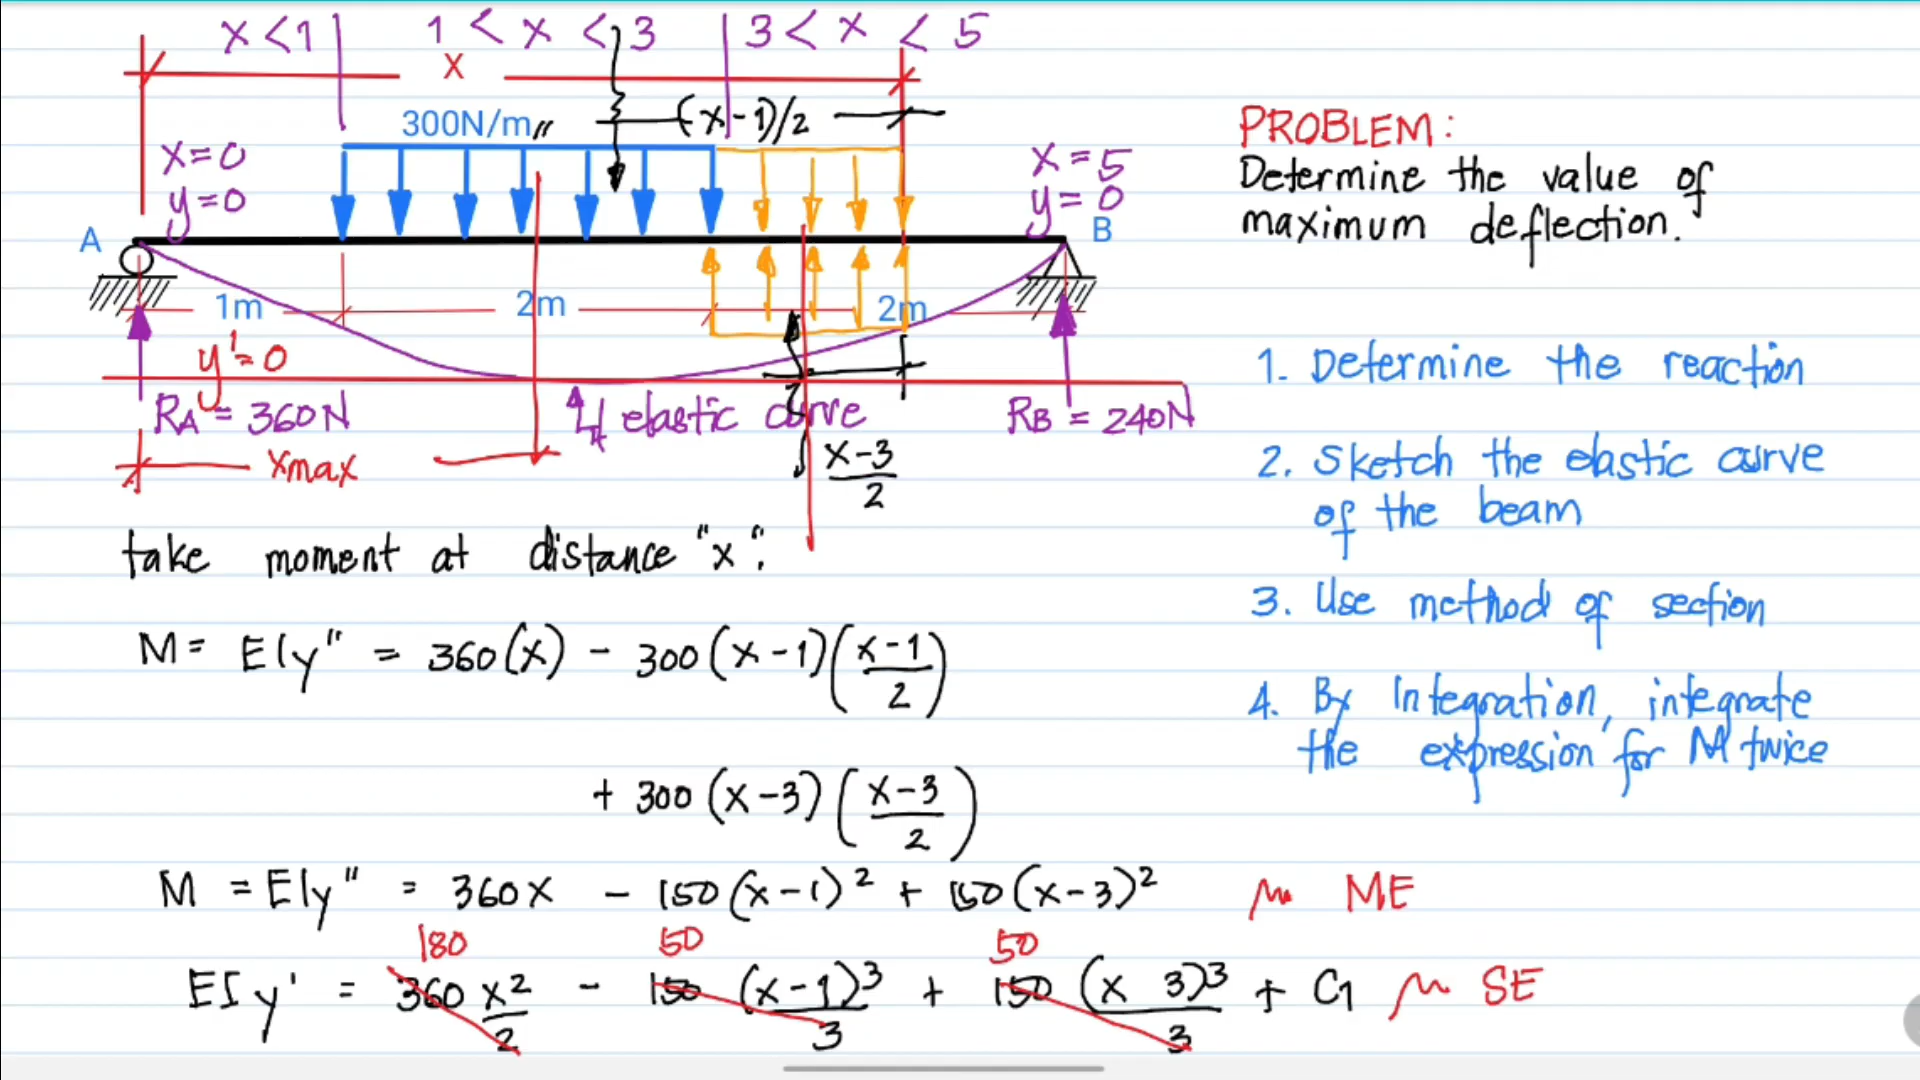 x < 1   1 < x < 3   3 < x < 5
x
300N/m   (x-1)/2
x=0
y=0
x=5
y=0
A   B
1m   2m   2m
y'=0
RA = 360N   elastic curve   RB = 240N
xmax
x-3
2
take moment at distance "x":
M = EIy" = 360(x) - 300(x-1)(x-1/2)
+ 300(x-3)(x-3/2)
M = EIy" = 360x - 150(x-1)² + 150(x-3)²   ME
180   50   50
EIy' = 360x²/2 - 150(x-1)³/3 + 150(x 3)³/3 + C1   SE
PROBLEM:
Determine the value of
maximum deflection.
1. Determine the reaction
2. Sketch the elastic curve
of the beam
3. Use method of section
4. By Integration, integrate
the expression for M twice